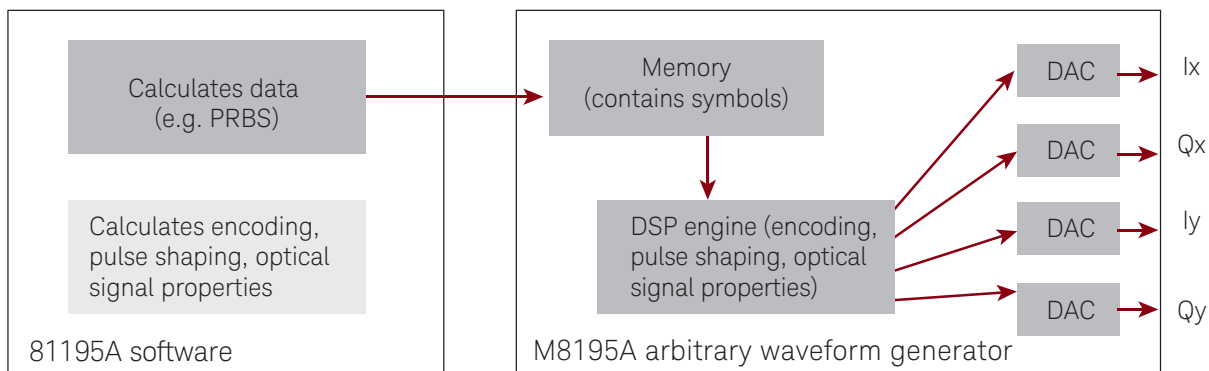 Calculates data
(e.g. PRBS)
Calculates encoding,
pulse shaping, optical
signal properties
81195A software
Memory
(contains symbols)
DSP engine (encoding,
pulse shaping, optical
signal properties)
DAC
DAC
DAC
DAC
Ix
Qx
Iy
Qy
M8195A arbitrary waveform generator